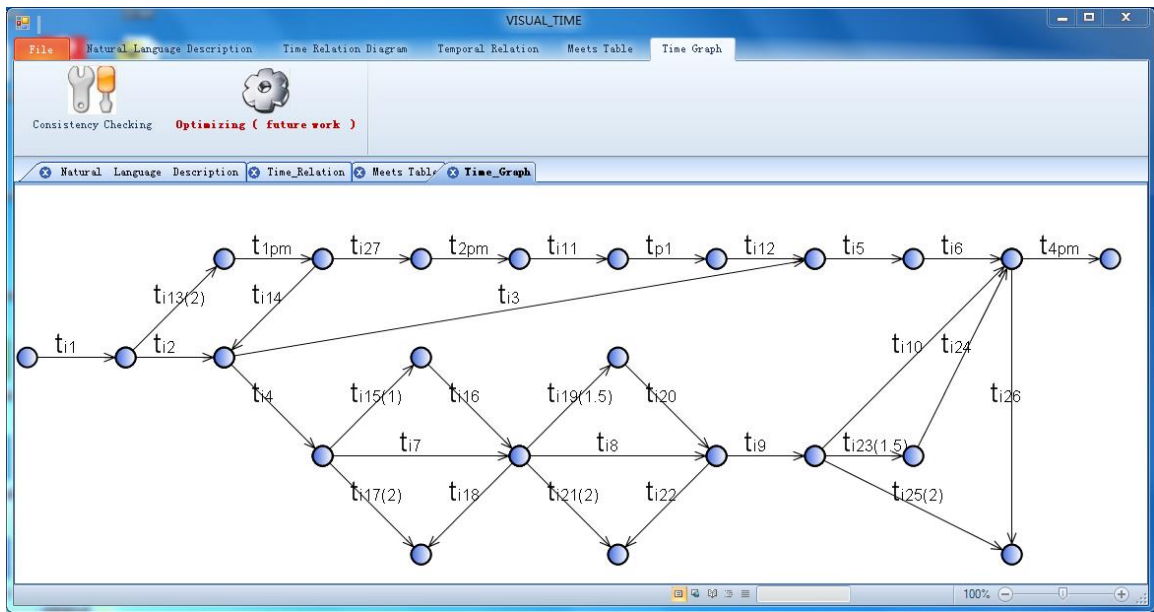 VISUAL_TIME
File Natural Language Description Time Relation Diagram Temporal Relation Meets Table Time Graph
Consistency Checking Optimizing ( future work )
Natural Language Description Time_Relation Meets Table Time_Graph
t1pm ti27 t2pm ti11 tp1 ti12 ti5 ti6 t4pm
ti13(2) ti14 ti3
ti1 ti2 ti10 ti24
ti4 ti15(1) ti16 ti19(1.5) ti20 ti26
ti7 ti8 ti9 ti23(1.5)
ti17(2) ti18 ti21(2) ti22 ti25(2)
100%